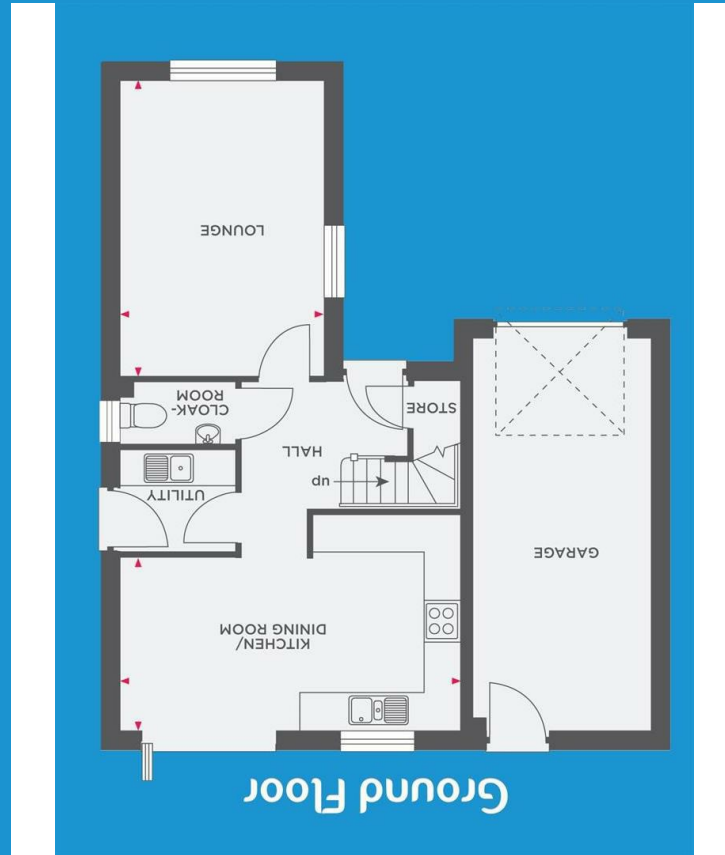 Ground Floor
KITCHEN/
DINING ROOM
GARAGE
UTILITY
up
HALL
STORE
CLOAK-
ROOM
LOUNGE